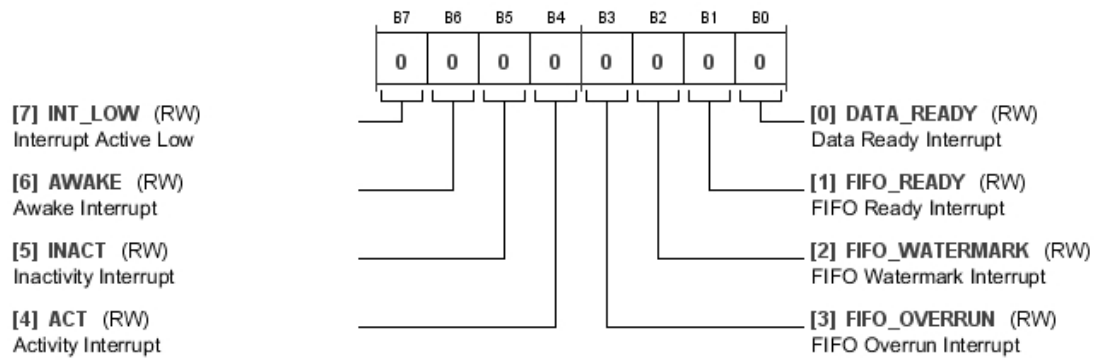 B7 B6 B5 B4 B3 B2 B1 B0
0 0 0 0 0 0 0 0
[7] INT_LOW (RW)
Interrupt Active Low
[6] AWAKE (RW)
Awake Interrupt
[5] INACT (RW)
Inactivity Interrupt
[4] ACT (RW)
Activity Interrupt
[0] DATA_READY (RW)
Data Ready Interrupt
[1] FIFO_READY (RW)
FIFO Ready Interrupt
[2] FIFO_WATERMARK (RW)
FIFO Watermark Interrupt
[3] FIFO_OVERRUN (RW)
FIFO Overrun Interrupt